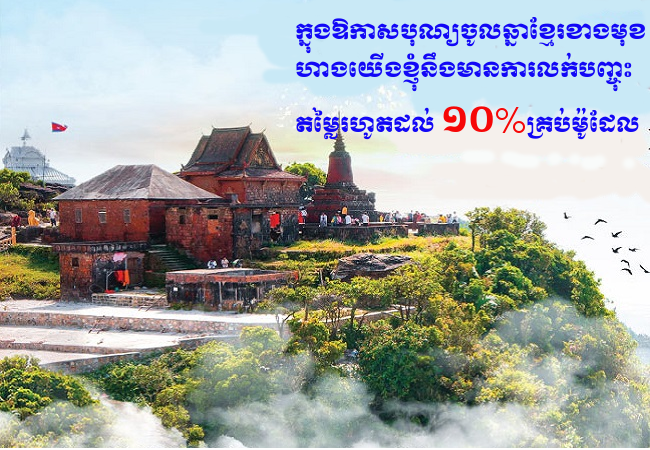 ក្នុងឱកាសបុណ្យចូលឆ្នាំខ្មែរខាងមុខ
ហាងយើងខ្ញុំនឹងមានការលក់បញ្ចុះ
តម្លៃរហូតដល់ 10%គ្រប់ម៉ូដែល